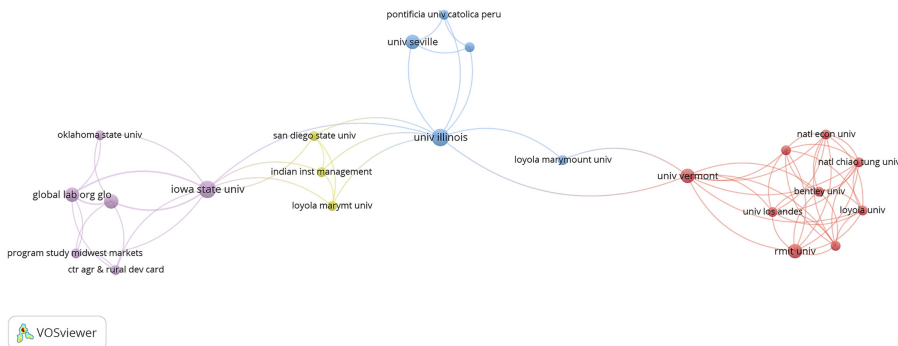 pontificia univ catolica peru
univ seville
oklahoma state univ
san diego state univ
univ illinois
natl econ univ
loyola marymount univ
natl chiao tung univ
indian inst management
univ vermont
global lab org glo
iowa state univ
bentley univ
loyola marymt univ
univ los andes
loyola univ
program study midwest markets
rmit univ
ctr agr & rural dev card
VOSviewer